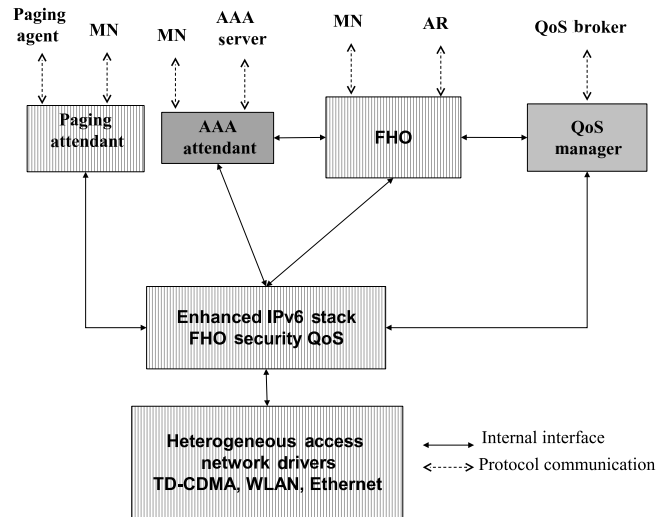 Paging
agent
MN
MN
AAA
server
MN
AR
QoS broker
Paging
attendant
AAA
attendant
FHO
QoS
manager
Enhanced IPv6 stack
FHO security QoS
Heterogeneous access
network drivers
TD-CDMA, WLAN, Ethernet
Internal interface
Protocol communication